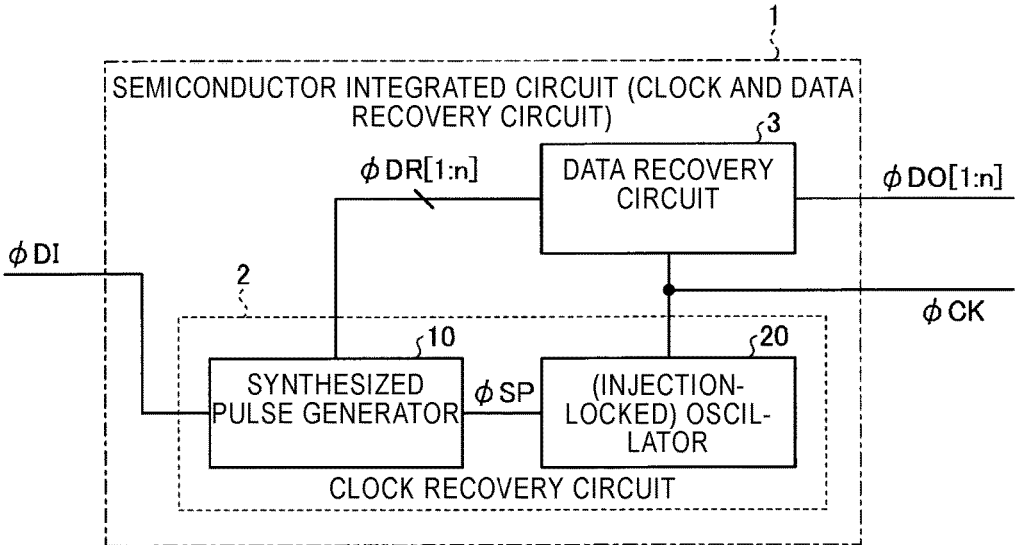 1
SEMICONDUCTOR INTEGRATED CIRCUIT (CLOCK AND DATA
RECOVERY CIRCUIT)
3
φDR[1:n]
DATA RECOVERY
CIRCUIT
φDO[1:n]
φDI
2
φCK
10
20
SYNTHESIZED
PULSE GENERATOR
φSP
(INJECTION-
LOCKED) OSCIL-
LATOR
CLOCK RECOVERY CIRCUIT